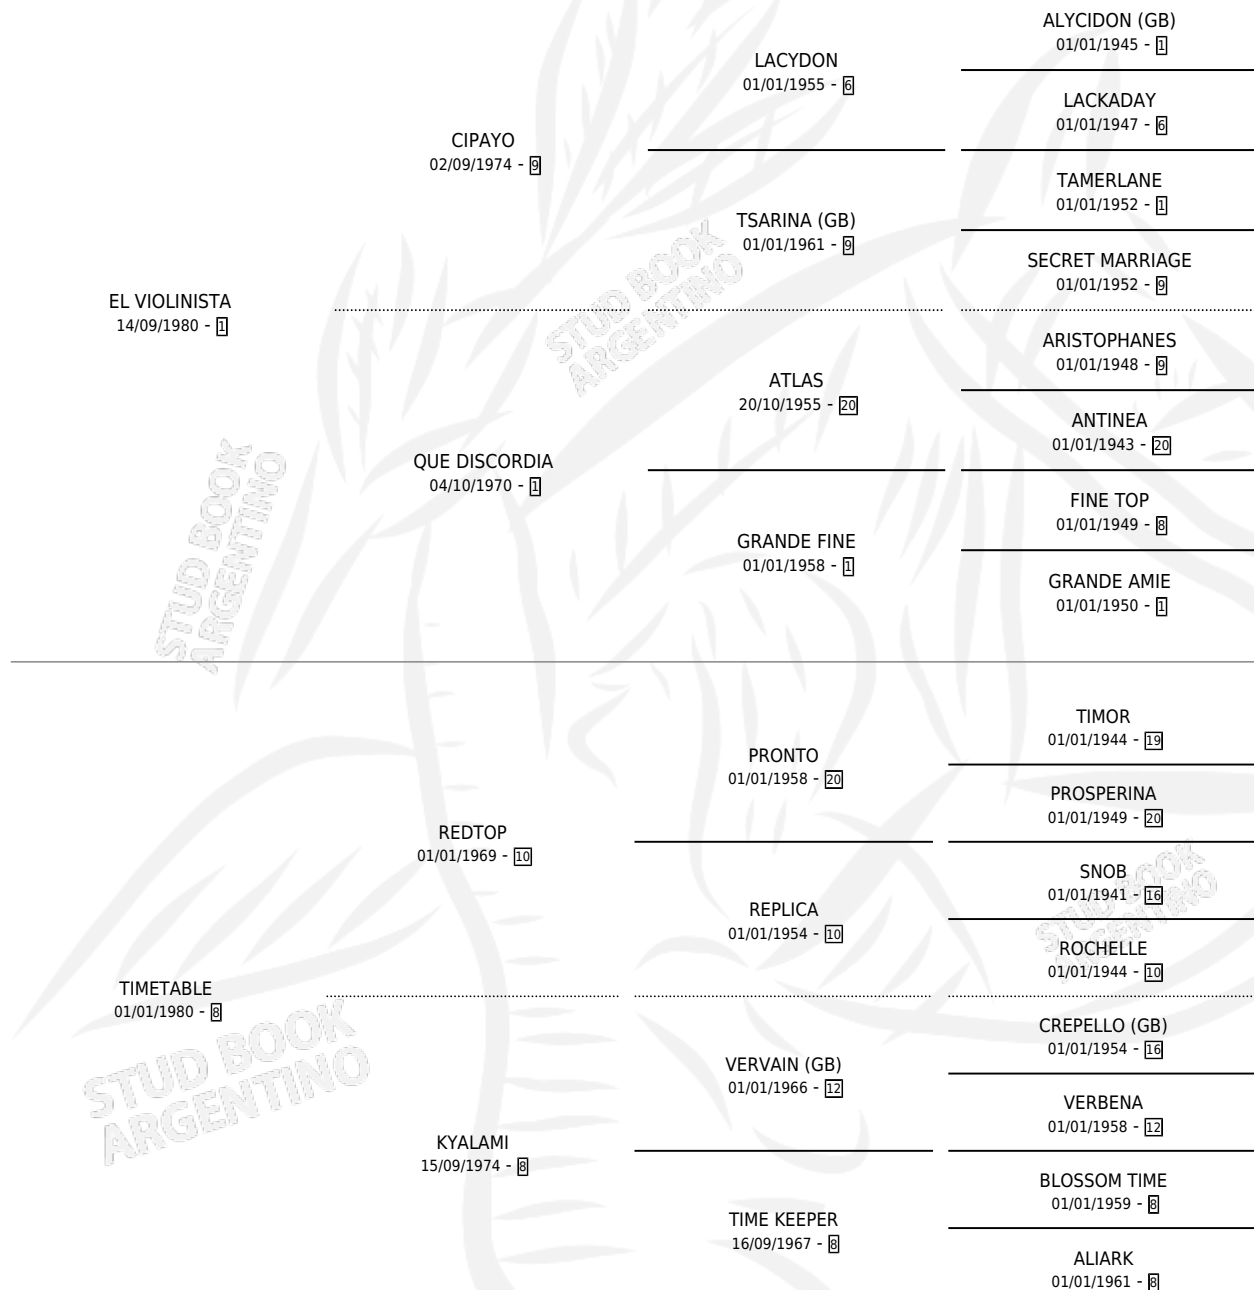 ALYCIDON (GB)
01/01/1945 - 1
LACYDON
01/01/1955 - 6
LACKADAY
01/01/1947 - 6
CIPAYO
02/09/1974 - 9
TAMERLANE
01/01/1952 - 1
TSARINA (GB)
01/01/1961 - 9
SECRET MARRIAGE
01/01/1952 - 9
EL VIOLINISTA
14/09/1980 - 1
STUD BOOK
ARGENTINO
ARISTOPHANES
01/01/1948 - 9
ATLAS
20/10/1955 - 20
ANTINEA
01/01/1943 - 20
QUE DISCORDIA
04/10/1970 - 1
FINE TOP
01/01/1949 - 8
GRANDE FINE
01/01/1958 - 1
GRANDE AMIE
01/01/1950 - 1
STUD BOOK
ARGENTINO
TIMOR
01/01/1944 - 19
PRONTO
01/01/1958 - 20
PROSPERINA
01/01/1949 - 20
REDTOP
01/01/1969 - 10
SNOB
01/01/1941 - 16
REPLICA
01/01/1954 - 10
STUD BOOK
ARGENTINO
ROCHELLE
01/01/1944 - 10
TIMETABLE
01/01/1980 - 8
CREPELLO (GB)
01/01/1954 - 16
VERVAIN (GB)
01/01/1966 - 12
STUD BOOK
ARGENTINO
VERBENA
01/01/1958 - 12
KYALAMI
15/09/1974 - 8
BLOSSOM TIME
01/01/1959 - 8
TIME KEEPER
16/09/1967 - 8
ALIARK
01/01/1961 - 8